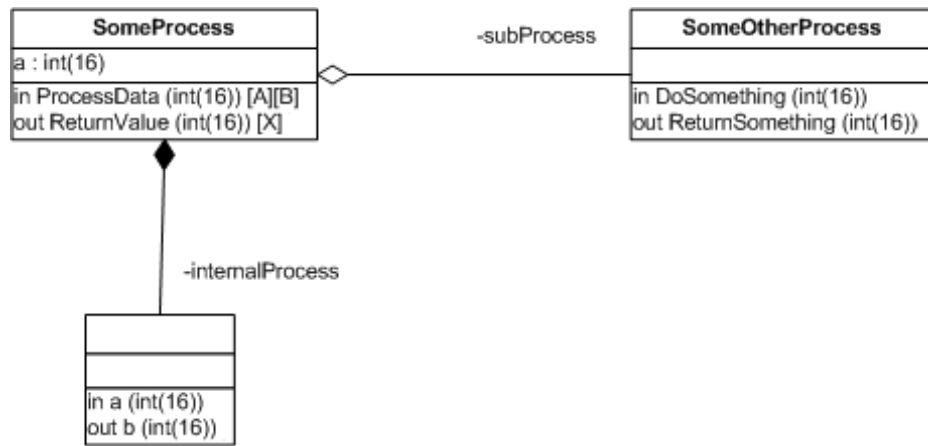 SomeProcess
a : int(16)
in ProcessData (int(16)) [A][B]
out ReturnValue (int(16)) [X]
-subProcess
SomeOtherProcess
in DoSomething (int(16))
out ReturnSomething (int(16))
-internalProcess
in a (int(16))
out b (int(16))